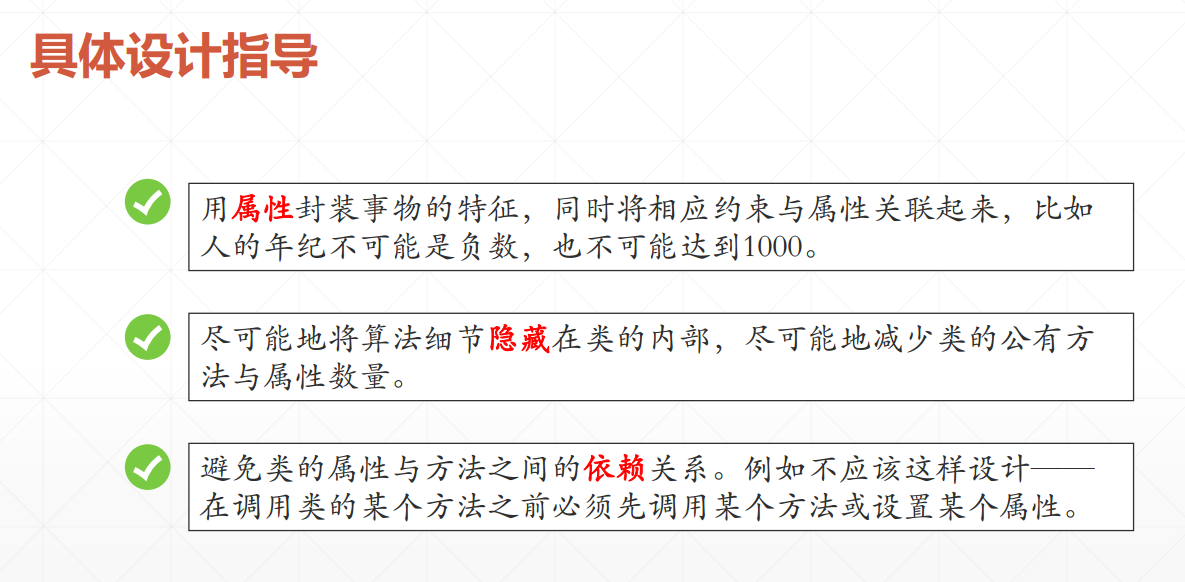 具体设计指导
用属性封装事物的特征，同时将相应约束与属性关联起来，比如
人的年纪不可能是负数，也不可能达到1000。
尽可能地将算法细节隐藏在类的内部，尽可能地减少类的公有方
法与属性数量。
避免类的属性与方法之间的依赖关系。例如不应该这样设计——
在调用类的某个方法之前必须先调用某个方法或设置某个属性。